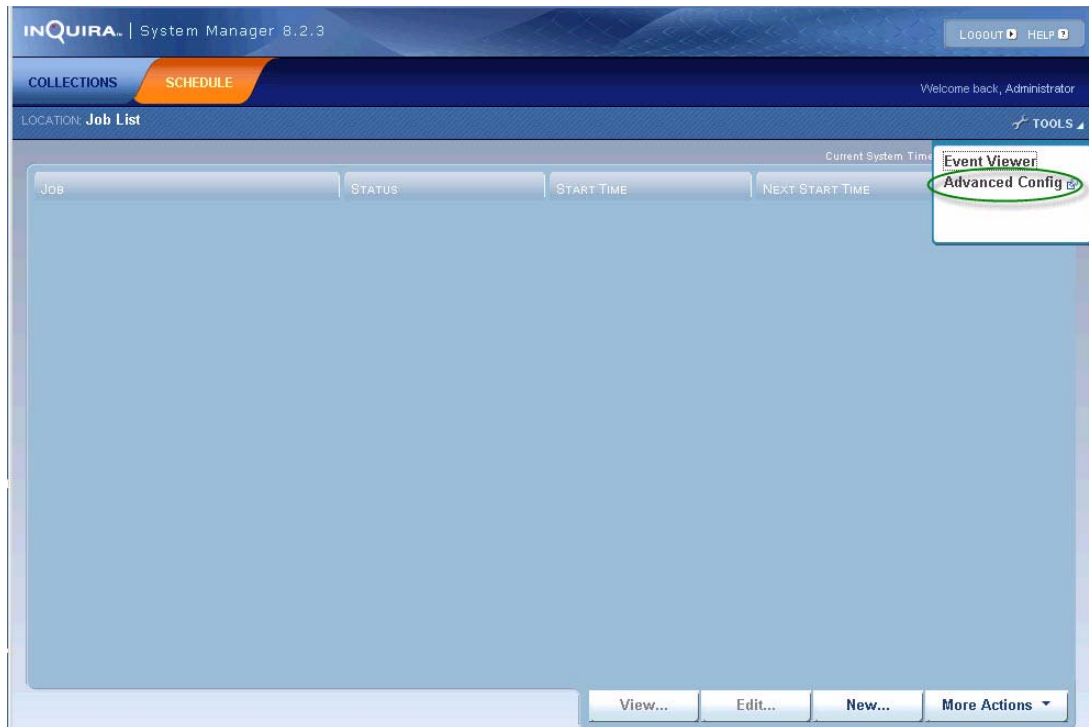 INQUIRA™ | System Manager 8.2.3
LOGOUT HELP
COLLECTIONS SCHEDULE
Welcome back, Administrator
LOCATION: Job List
TOOLS
Current System Time
Event Viewer
Advanced Config
JOB STATUS START TIME NEXT START TIME
View... Edit... New... More Actions